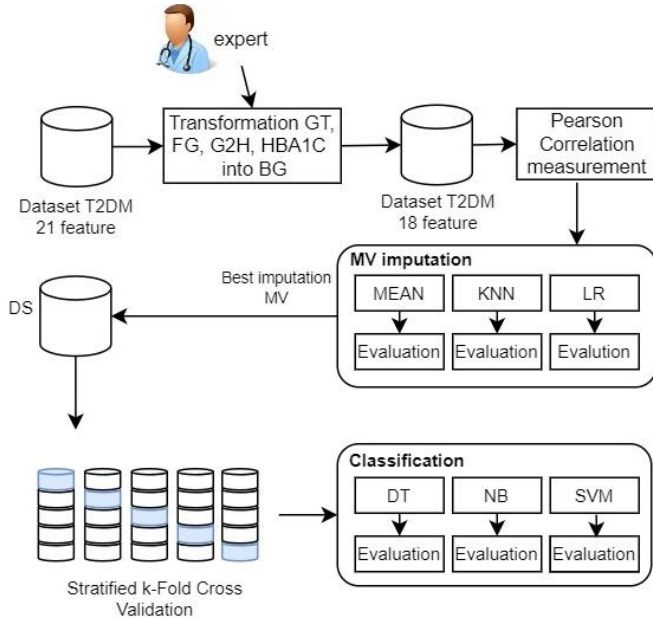 expert
Transformation GT,
FG, G2H, HBA1C
into BG
Pearson
Correlation
measurement
Dataset T2DM
21 feature
Dataset T2DM
18 feature
MV imputation
MEAN
KNN
LR
Evaluation
Evaluation
Evalution
Best imputation
MV
DS
Stratified k-Fold Cross
Validation
Classification
DT
NB
SVM
Evaluation
Evaluation
Evaluation